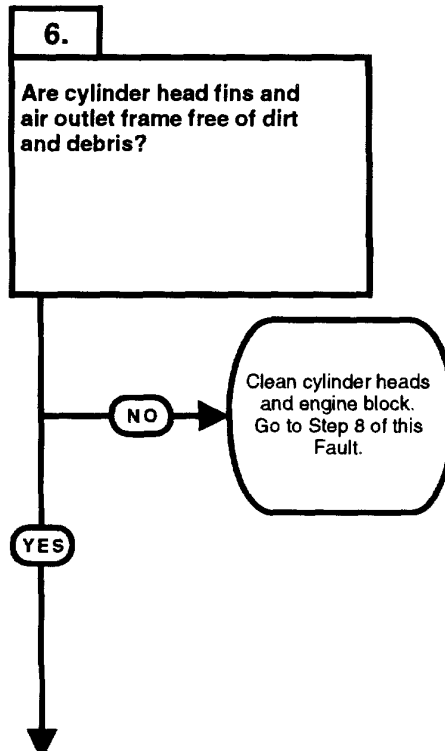 6.
Are cylinder head fins and
air outlet frame free of dirt
and debris?
NO
Clean cylinder heads
and engine block.
Go to Step 8 of this
Fault.
YES